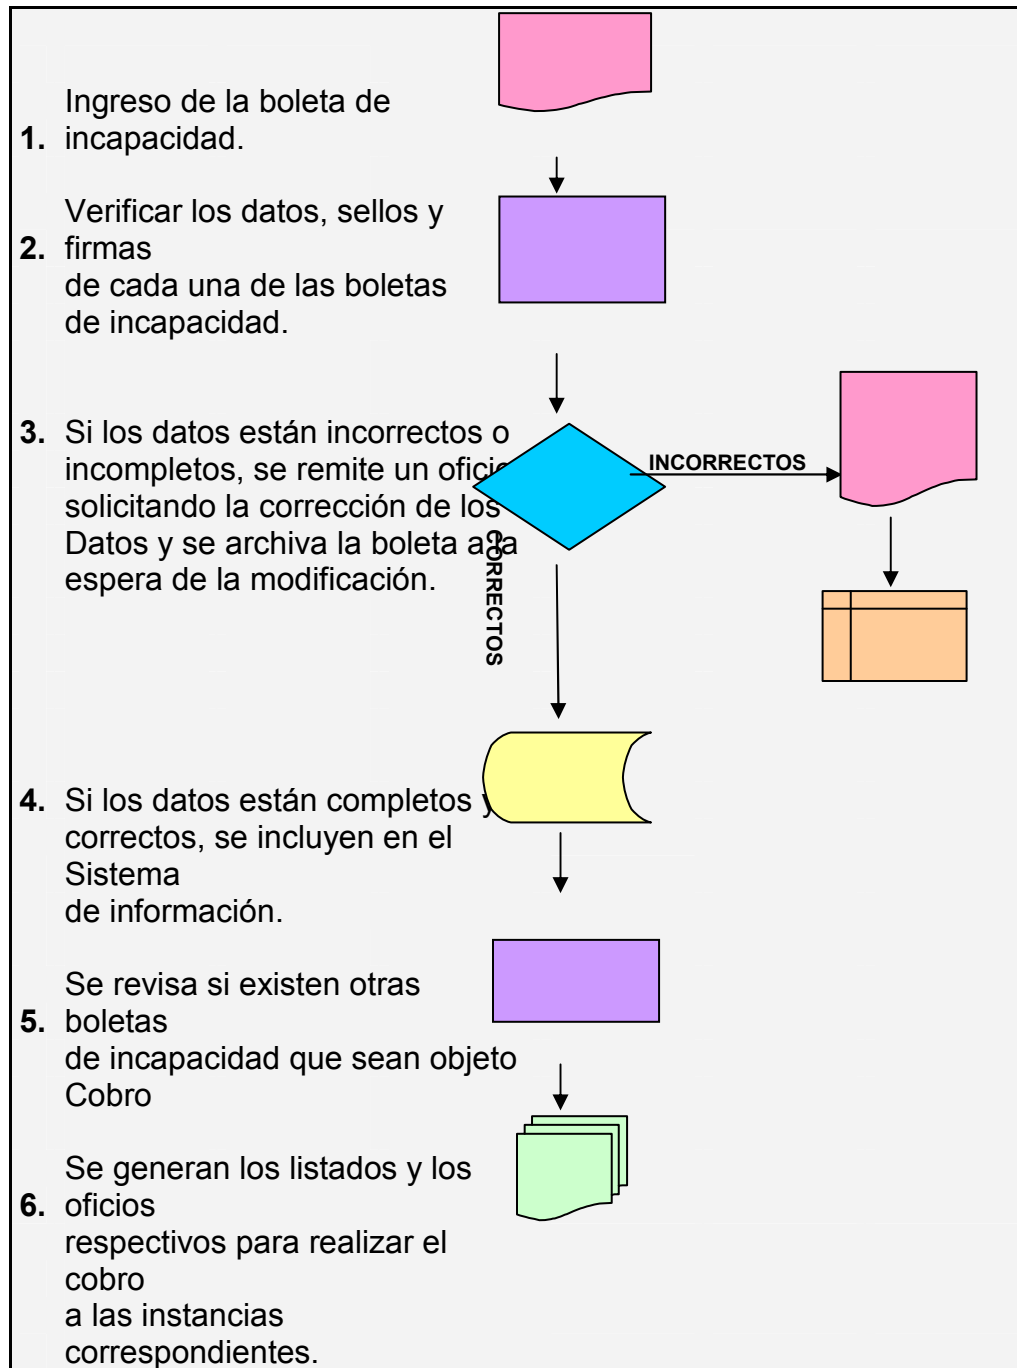 Ingreso de la boleta de
1. incapacidad.
Verificar los datos, sellos y
2. firmas
de cada una de las boletas
de incapacidad.
3. Si los datos están incorrectos o
incompletos, se remite un oficio
solicitando la corrección de los
Datos y se archiva la boleta a la
espera de la modificación.
INCORRECTOS
CORRECTOS
4. Si los datos están completos y
correctos, se incluyen en el
Sistema
de información.
Se revisa si existen otras
5. boletas
de incapacidad que sean objeto
Cobro
Se generan los listados y los
6. oficios
respectivos para realizar el
cobro
a las instancias
correspondientes.